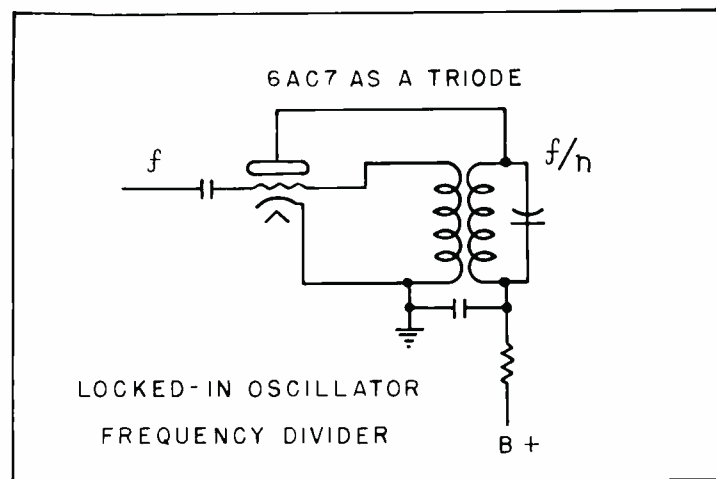 6AC7 AS A TRIODE
f
f/n
LOCKED-IN OSCILLATOR
FREQUENCY DIVIDER
B +